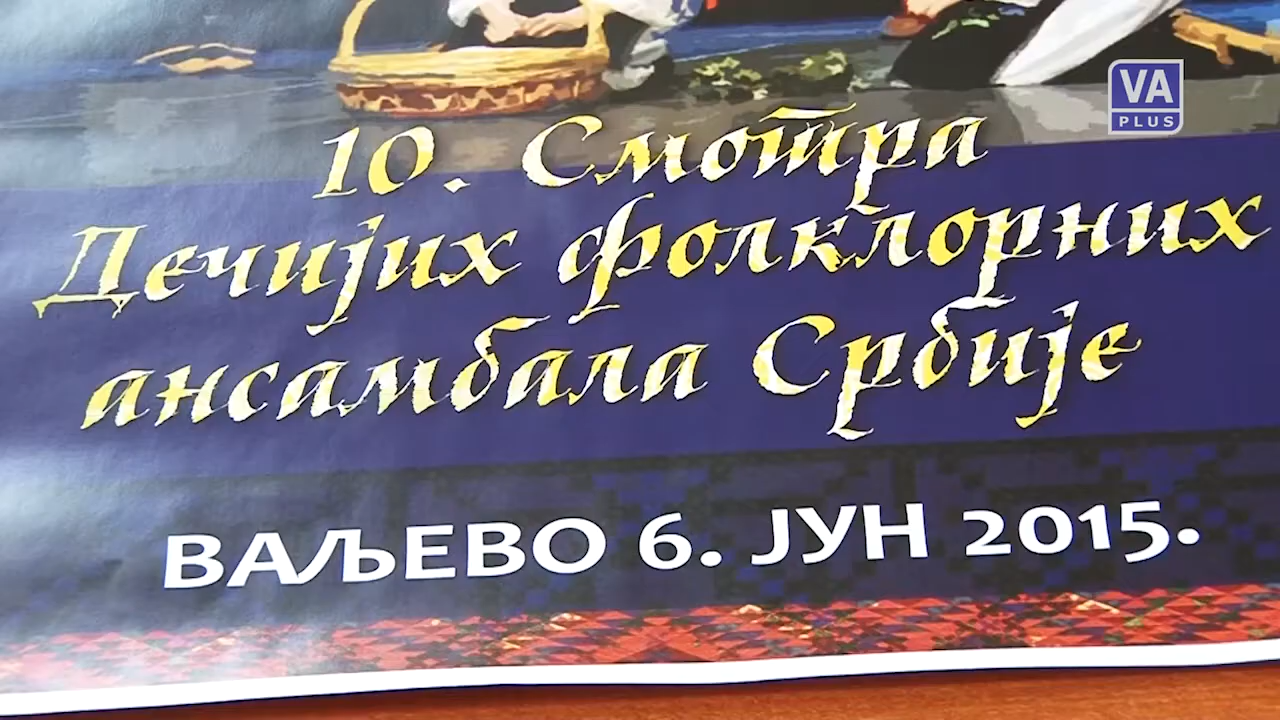 VA
PLUS
10. Смотра
Дечијих фолклорних
ансамбала Србије
ВАЉЕВО 6. ЈУН 2015.